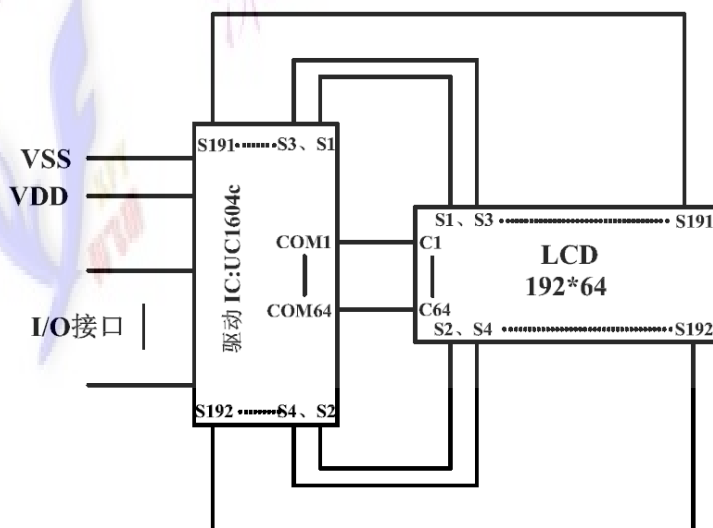 S191·······S3、S1
VSS
VDD
I/O接口
驱动 IC:UC1604c
COM1
COM64
S192·······S4、S2
S1、S3·······S191
C1
LCD
192*64
C64
S2、S4·······S192